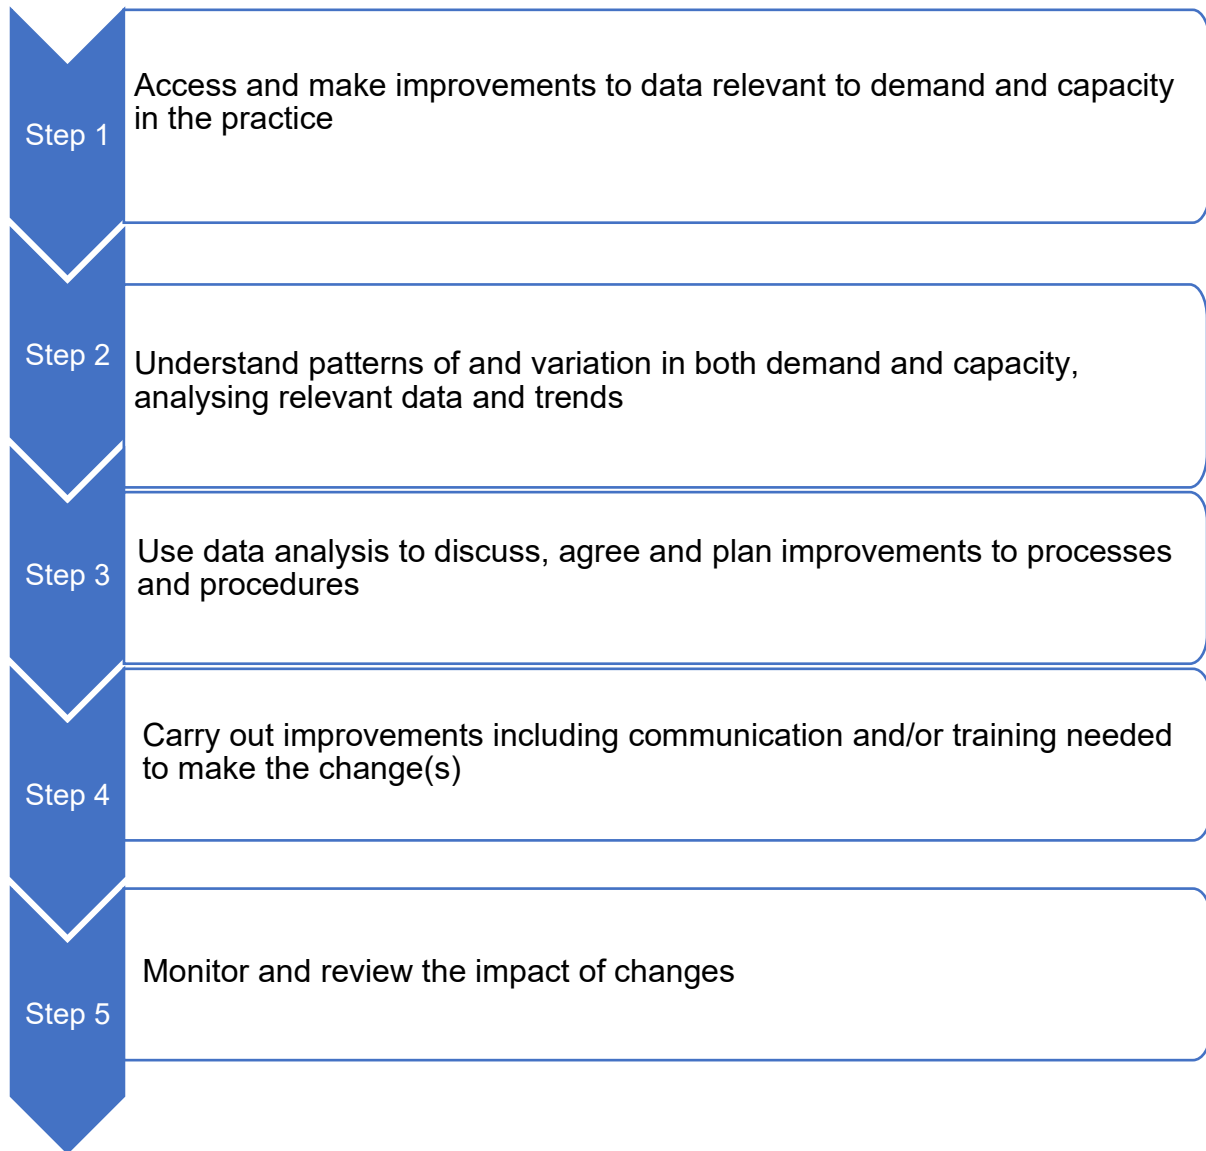 Step 1
Access and make improvements to data relevant to demand and capacity
in the practice
Step 2
Understand patterns of and variation in both demand and capacity,
analysing relevant data and trends
Step 3
Use data analysis to discuss, agree and plan improvements to processes
and procedures
Step 4
Carry out improvements including communication and/or training needed
to make the change(s)
Step 5
Monitor and review the impact of changes